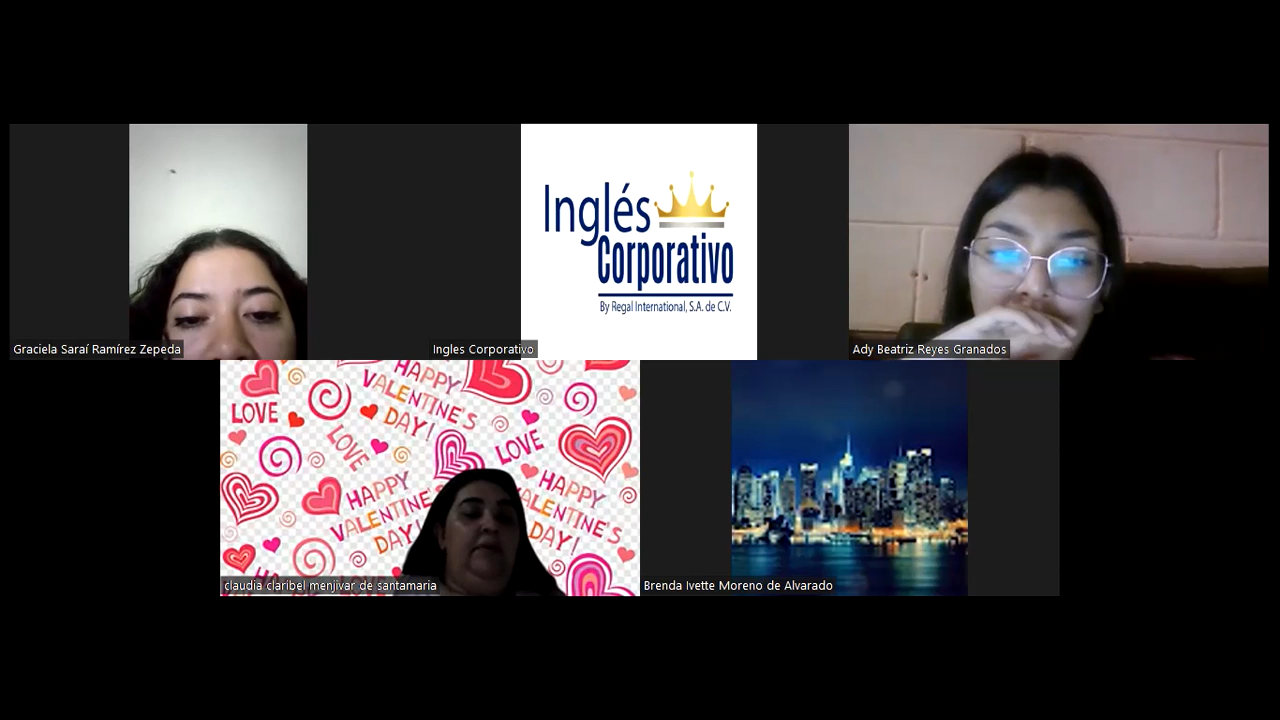 Inglés
Corporativo
By Regal International, S.A. de C.V.
Graciela Saraí Ramírez Zepeda
Ingles Corporativo
Ady Beatriz Reyes Granados
HAPPY
VALENTINE'S
DAY!
LOVE
LOVE
LOVE
HAPPY
VALENTINE'S
DAY!
HAPPY
VALENTINE'S
DAY!
claudia claribel menjivar de santamaria
Brenda Ivette Moreno de Alvarado